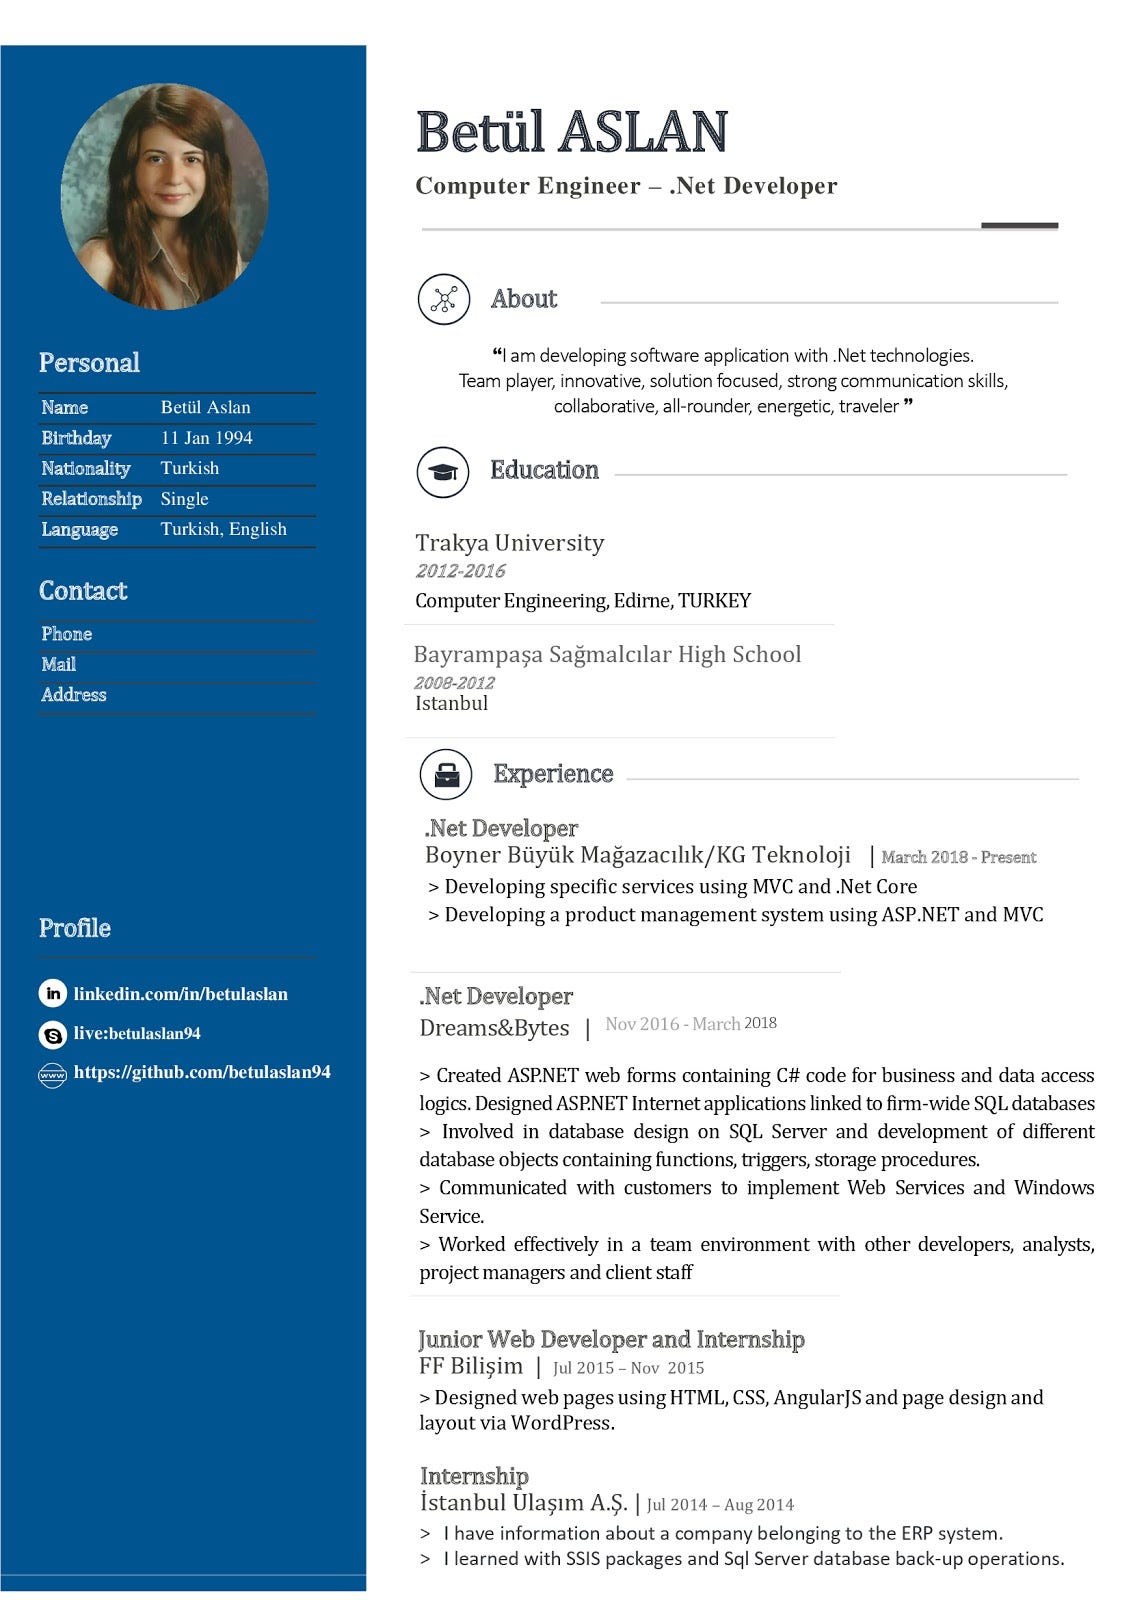 Betül ASLAN
Computer Engineer – .Net Developer
Personal
Name Betül Aslan
Birthday 11 Jan 1994
Nationality Turkish
Relationship Single
Language Turkish, English
Contact
Phone
Mail
Address
Profile
in linkedin.com/in/betulaslan
S live:betulaslan94
www https://github.com/betulaslan94
About
❝I am developing software application with .Net technologies.
Team player, innovative, solution focused, strong communication skills,
collaborative, all-rounder, energetic, traveler ❞
Education
Trakya University
2012-2016
Computer Engineering, Edirne, TURKEY
Bayrampaşa Sağmalcılar High School
2008-2012
Istanbul
Experience
.Net Developer
Boyner Büyük Mağazacılık/KG Teknoloji | March 2018 - Present
> Developing specific services using MVC and .Net Core
> Developing a product management system using ASP.NET and MVC
.Net Developer
Dreams&Bytes | Nov 2016 - March 2018
> Created ASP.NET web forms containing C# code for business and data access
logics. Designed ASP.NET Internet applications linked to firm-wide SQL databases
> Involved in database design on SQL Server and development of different
database objects containing functions, triggers, storage procedures.
> Communicated with customers to implement Web Services and Windows
Service.
> Worked effectively in a team environment with other developers, analysts,
project managers and client staff
Junior Web Developer and Internship
FF Bilişim | Jul 2015 – Nov 2015
> Designed web pages using HTML, CSS, AngularJS and page design and
layout via WordPress.
Internship
İstanbul Ulaşım A.Ş. | Jul 2014 – Aug 2014
> I have information about a company belonging to the ERP system.
> I learned with SSIS packages and Sql Server database back-up operations.